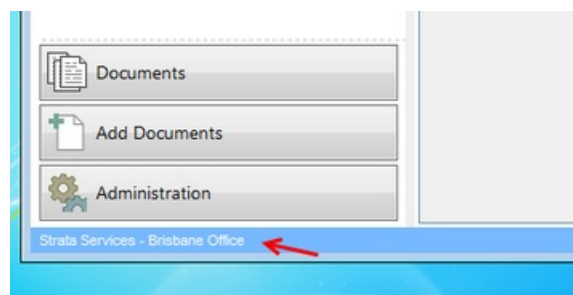 Documents
Add Documents
Administration
Strata Services - Brisbane Office